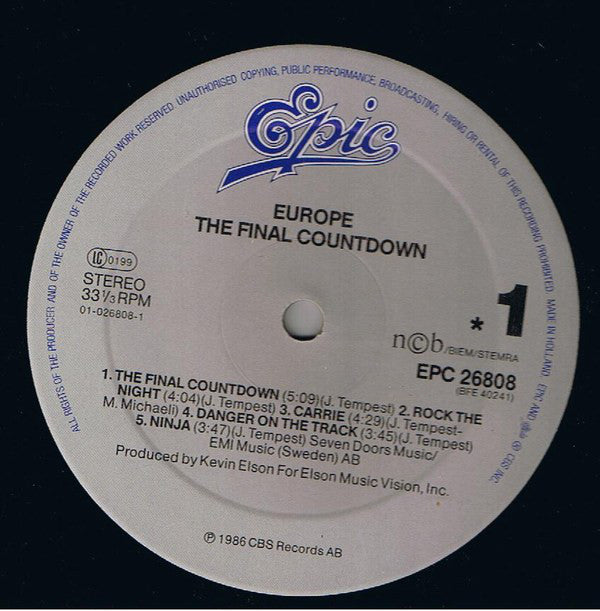 ALL RIGHTS OF THE PRODUCER AND OF THE OWNER OF THE RECORDED WORK RESERVED UNAUTHORISED COPYING, PUBLIC PERFORMANCE, BROADCASTING, HIRING OR RENTAL OF THIS RECORDING PROHIBITED MADE IN HOLLAND EPIC AND ℗ CBS INC.
Epic
EUROPE
THE FINAL COUNTDOWN
LC 0199
STEREO
33 1/3 RPM
01-026808-1
* 1
n©b/BIEM/STEMRA
EPC 26808
(BFE 40241)
1. THE FINAL COUNTDOWN (5:09)(J. Tempest) 2. ROCK THE
NIGHT (4:04)(J. Tempest) 3. CARRIE (4:29)(J. Tempest-
M. Michaeli) 4. DANGER ON THE TRACK (3:45)(J. Tempest)
5. NINJA (3:47)(J. Tempest) Seven Doors Music/
EMI Music (Sweden) AB
Produced by Kevin Elson For Elson Music Vision, Inc.
℗ 1986 CBS Records AB